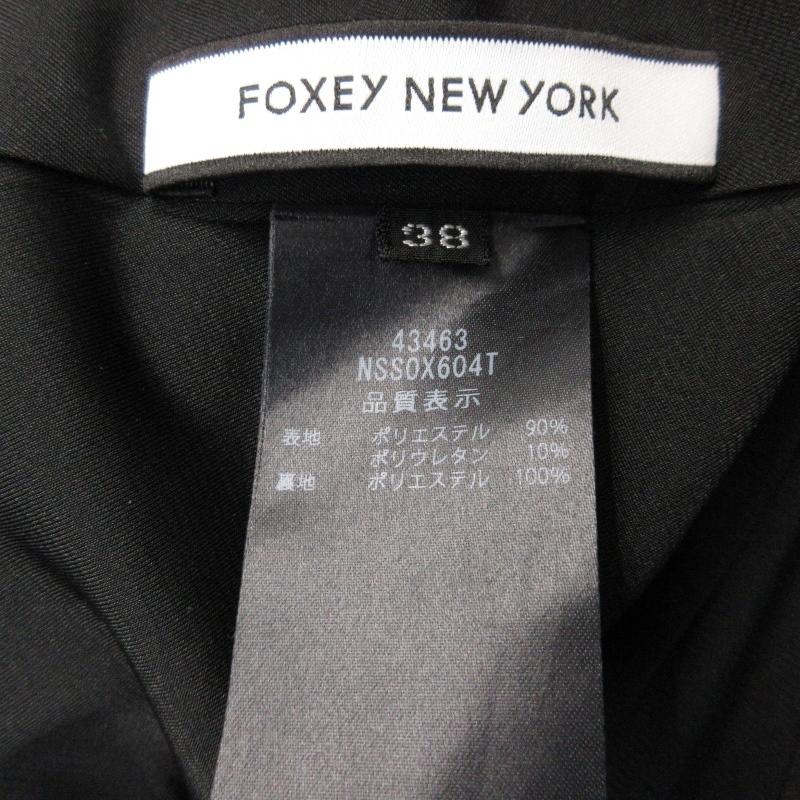 FOXEY NEW YORK
38
43463
NSSOX604T
品質表示
表地 ポリエステル 90%
ポリウレタン 10%
裏地 ポリエステル 100%